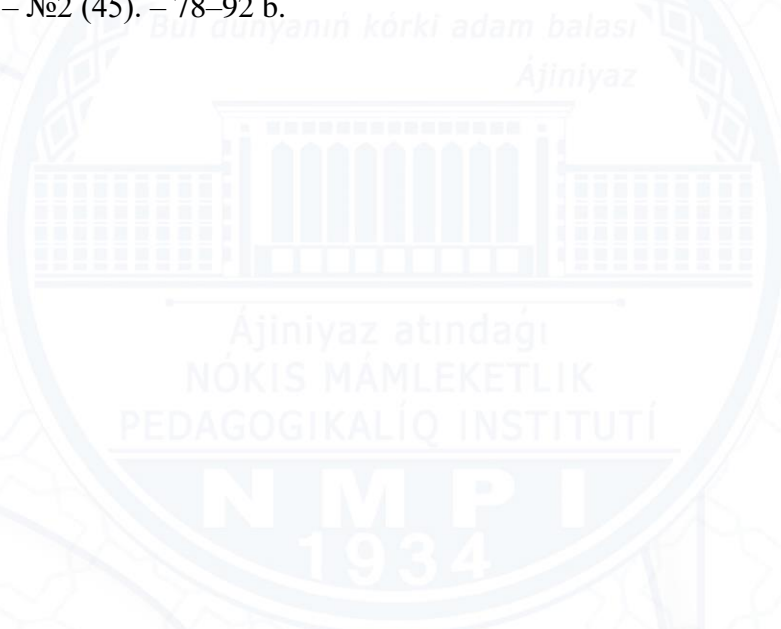 – №2 (45). – 78–92 b.
Bul dúnyanıń kórki adam balası
Ájiniyaz
Ájiniyaz atındaǵı
NÓKIS MÁMLEKETLIK
PEDAGOGIKALÍQ INSTITUTÍ
NMPI
1934